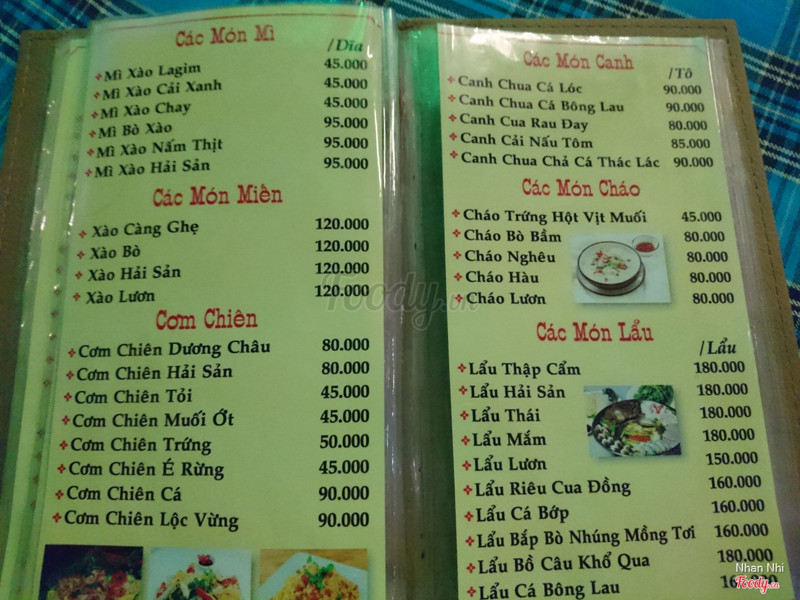 Các Món Mì
/Dĩa
Mì Xào Lagim 45.000
Mì Xào Cải Xanh 45.000
Mì Xào Chay 45.000
Mì Bò Xào 95.000
Mì Xào Nấm Thịt 95.000
Mì Xào Hải Sản 95.000
Các Món Miền
Xào Càng Ghẹ 120.000
Xào Bò 120.000
Xào Hải Sản 120.000
Xào Lươn 120.000
Cơm Chiên
Cơm Chiên Dương Châu 80.000
Cơm Chiên Hải Sản 80.000
Cơm Chiên Tỏi 45.000
Cơm Chiên Muối Ớt 45.000
Cơm Chiên Trứng 50.000
Cơm Chiên É Rừng 45.000
Cơm Chiên Cá 90.000
Cơm Chiên Lộc Vừng 90.000
Các Món Canh
/Tô
Canh Chua Cá Lóc 90.000
Canh Chua Cá Bông Lau 90.000
Canh Cua Rau Đay 80.000
Canh Cải Nấu Tôm 85.000
Canh Chua Chả Cá Thác Lác 90.000
Các Món Cháo
Cháo Trứng Hột Vịt Muối 45.000
Cháo Bò Bầm 80.000
Cháo Nghêu 80.000
Cháo Hàu 80.000
Cháo Lươn 80.000
Các Món Lẩu
/Lẩu
Lẩu Thập Cẩm 180.000
Lẩu Hải Sản 180.000
Lẩu Thái 180.000
Lẩu Mắm 180.000
Lẩu Lươn 150.000
Lẩu Riêu Cua Đồng 160.000
Lẩu Cá Bớp 160.000
Lẩu Bắp Bò Nhúng Mồng Tơi 160.000
Lẩu Bồ Câu Khổ Qua 180.000
Lẩu Cá Bông Lau
Nhan Nhi
Foody.vn
foody.vn